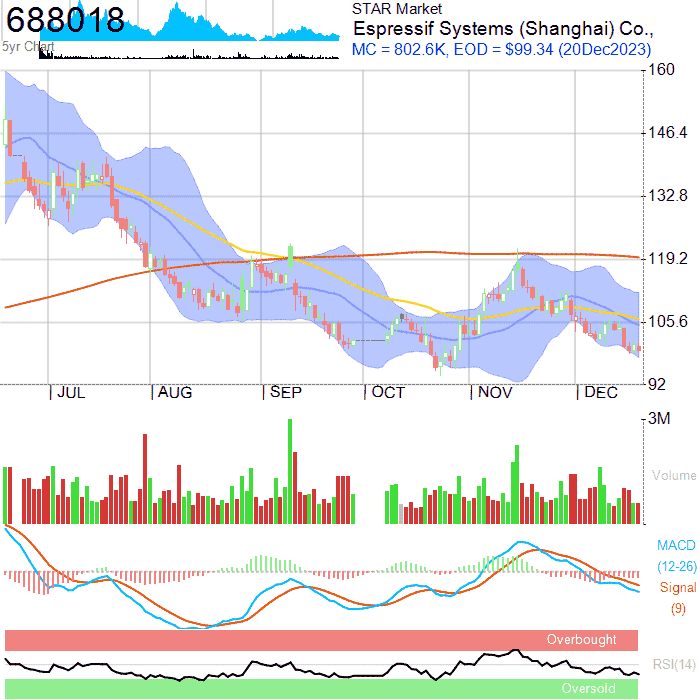 688018
STAR Market
Espressif Systems (Shanghai) Co.,
5yr Chart
MC = 802.6K, EOD = $99.34 (20Dec2023)
160
146.4
132.8
119.2
105.6
92
JUL AUG SEP OCT NOV DEC
3M
Volume
MACD
(12-26)
Signal
(9)
Overbought
RSI(14)
Oversold